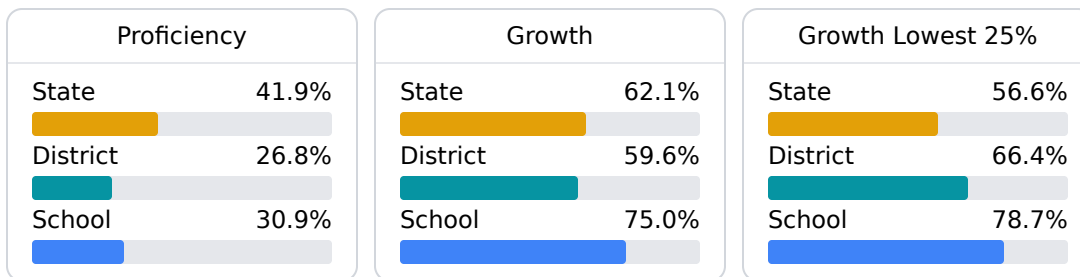 Proficiency
State 41.9%
District 26.8%
School 30.9%
Growth
State 62.1%
District 59.6%
School 75.0%
Growth Lowest 25%
State 56.6%
District 66.4%
School 78.7%